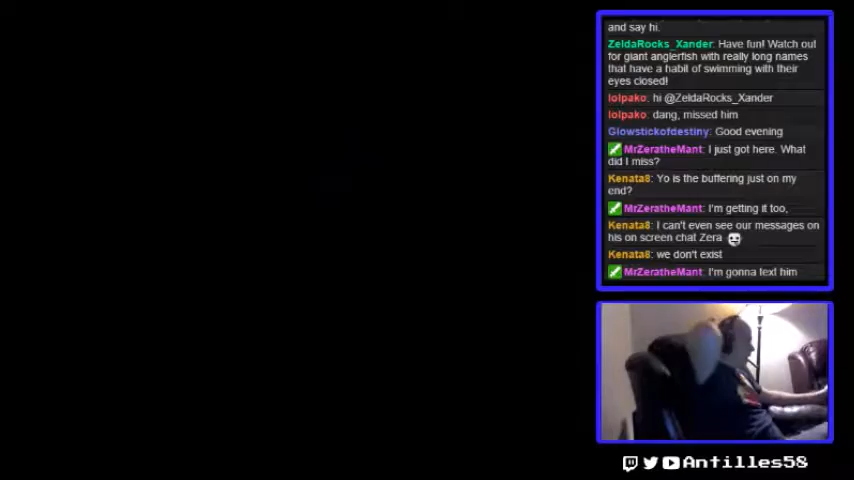 and say hi.
ZeldaRocks_Xander: Have fun! Watch out
for giant anglerfish with really long names
that have a habit of swimming with their
eyes closed!
lolpako: hi @ZeldaRocks_Xander
lolpako: dang, missed him
Glowstickofdestiny: Good evening
MrZeratheMant: I just got here. What
did I miss?
Kenata8: Yo is the buffering just on my
end?
MrZeratheMant: I'm getting it too,
Kenata8: I can't even see our messages on
his on screen chat Zera
Kenata8: we don't exist
MrZeratheMant: I'm gonna text him
Antilles58